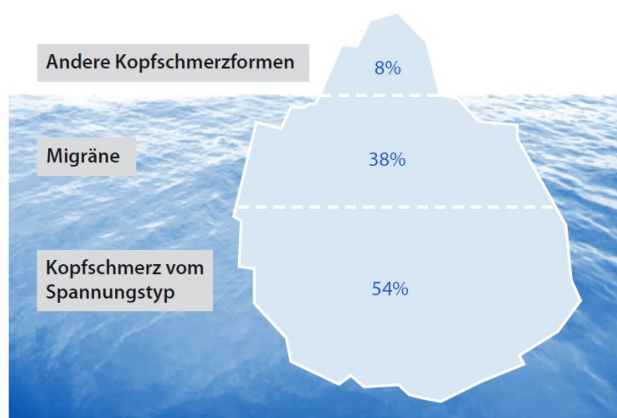 Andere Kopfschmerzformen
8%
Migräne
38%
Kopfschmerz vom
Spannungstyp
54%